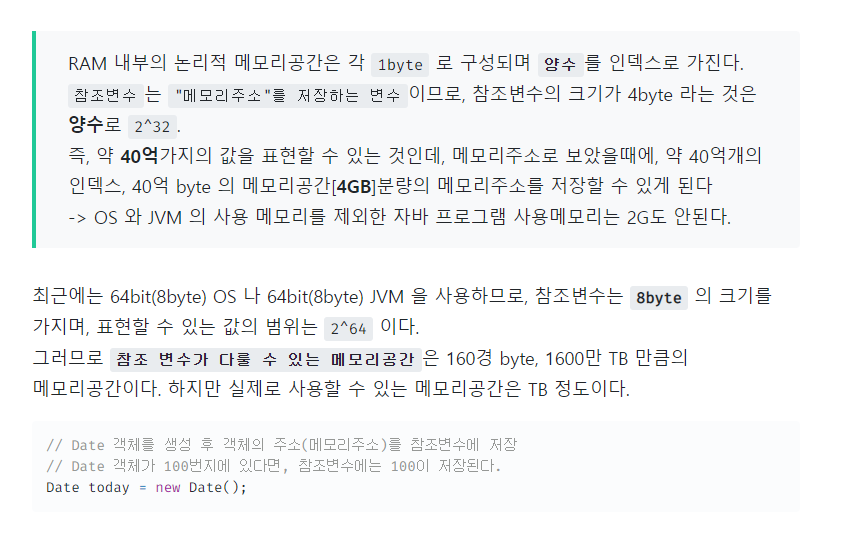 RAM 내부의 논리적 메모리공간은 각 1byte 로 구성되며 양수를 인덱스로 가진다.
참조변수는 "메모리주소"를 저장하는 변수이므로, 참조변수의 크기가 4byte 라는 것은
양수로 2^32.
즉, 약 40억가지의 값을 표현할 수 있는 것인데, 메모리주소로 보았을때에, 약 40억개의
인덱스, 40억 byte 의 메모리공간[4GB]분량의 메모리주소를 저장할 수 있게 된다
-> OS 와 JVM 의 사용 메모리를 제외한 자바 프로그램 사용메모리는 2G도 안된다.
최근에는 64bit(8byte) OS 나 64bit(8byte) JVM 을 사용하므로, 참조변수는 8byte 의 크기를
가지며, 표현할 수 있는 값의 범위는 2^64 이다.
그러므로 참조 변수가 다룰 수 있는 메모리공간은 160경 byte, 1600만 TB 만큼의
메모리공간이다. 하지만 실제로 사용할 수 있는 메모리공간은 TB 정도이다.
// Date 객체를 생성 후 객체의 주소(메모리주소)를 참조변수에 저장
// Date 객체가 100번지에 있다면, 참조변수에는 100이 저장된다.
Date today = new Date();